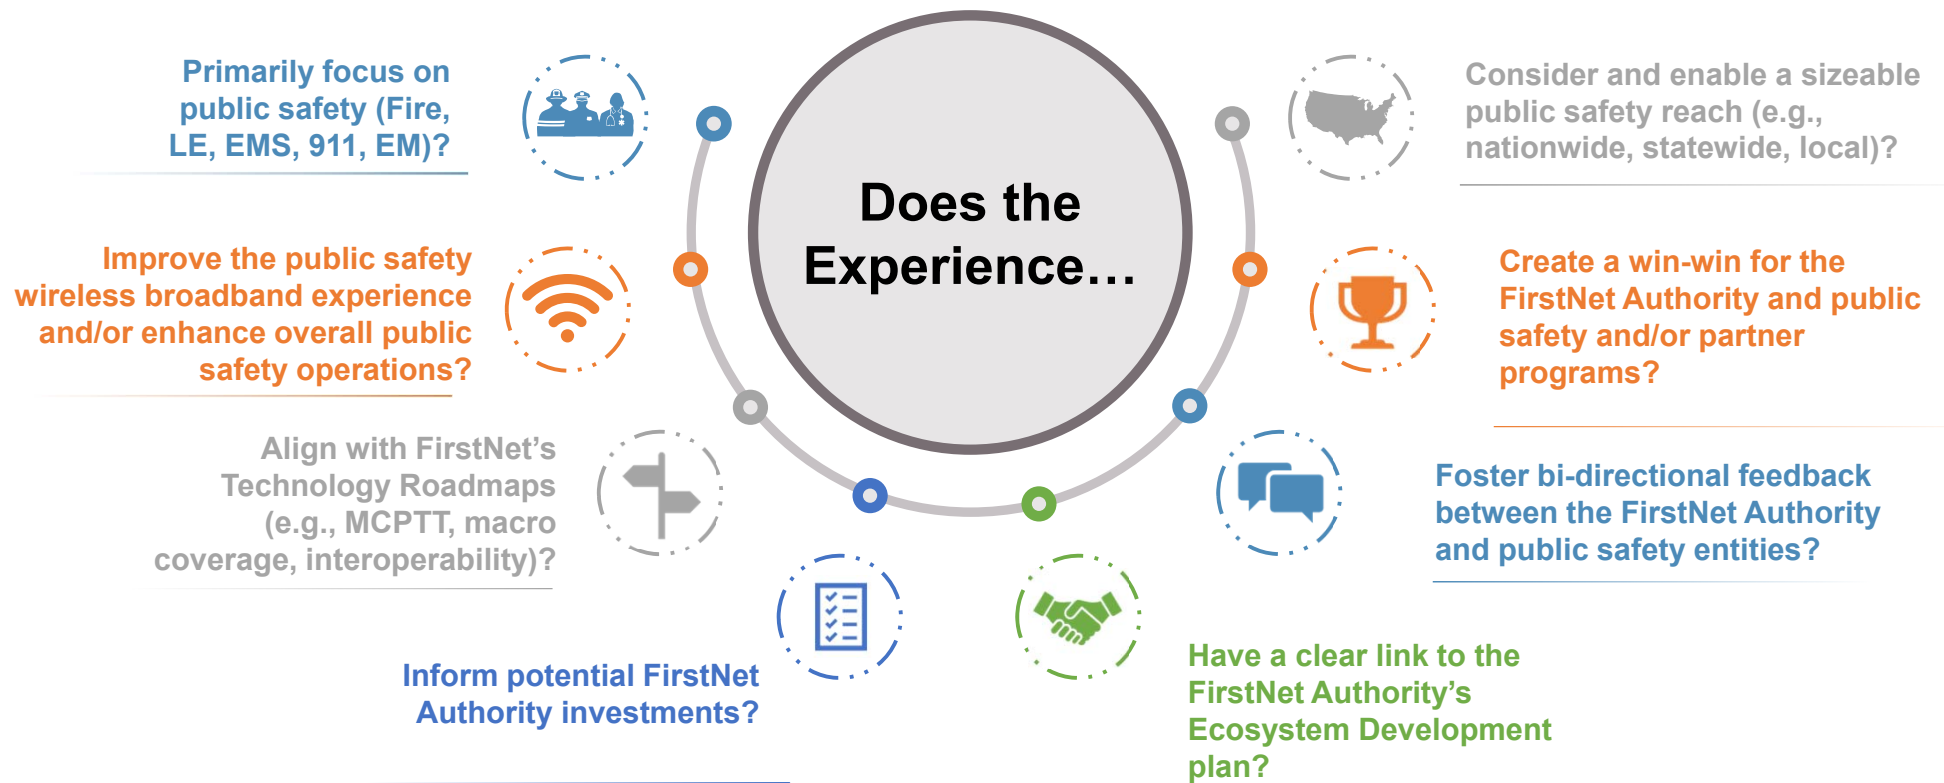 Does the
Experience…
Primarily focus on
public safety (Fire,
LE, EMS, 911, EM)?
Improve the public safety
wireless broadband experience
and/or enhance overall public
safety operations?
Align with FirstNet’s
Technology Roadmaps
(e.g., MCPTT, macro
coverage, interoperability)?
Inform potential FirstNet
Authority investments?
Have a clear link to the
FirstNet Authority’s
Ecosystem Development
plan?
Foster bi-directional feedback
between the FirstNet Authority
and public safety entities?
Create a win-win for the
FirstNet Authority and public
safety and/or partner
programs?
Consider and enable a sizeable
public safety reach (e.g.,
nationwide, statewide, local)?